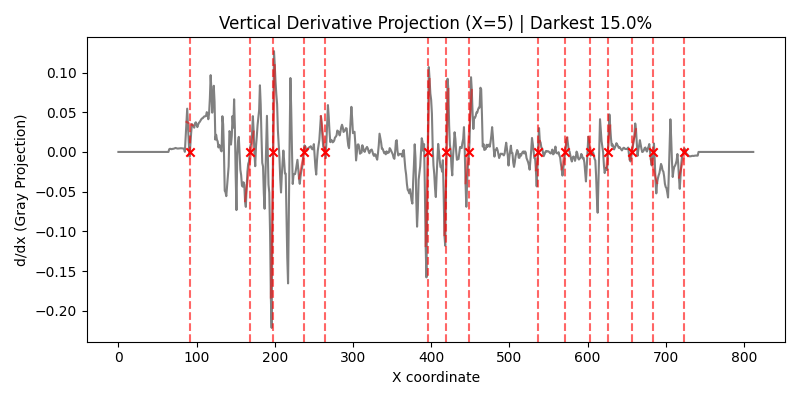 Vertical Derivative Projection (X=5) | Darkest 15.0%
d/dx (Gray Projection)
0.10
0.05
0.00
−0.05
−0.10
−0.15
−0.20
0 100 200 300 400 500 600 700 800
X coordinate